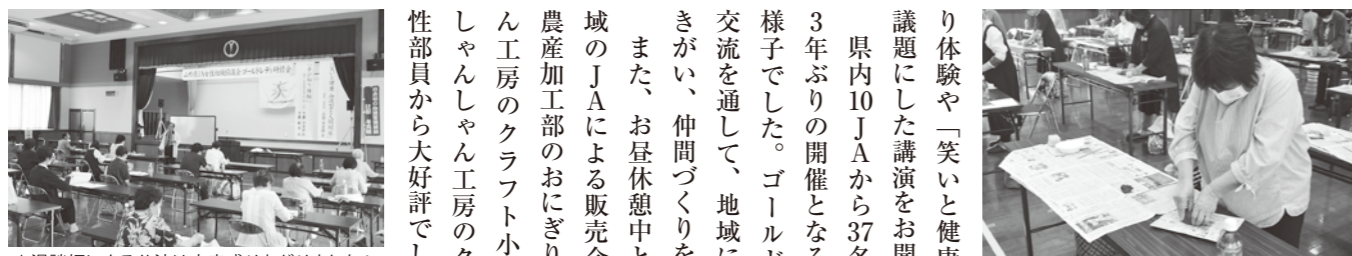 り体験や「笑いと健康
議題にした講演をお聞
県内10JAから37名
3年ぶりの開催となる
様子でした。ゴールド
交流を通して、地域に
きがい、仲間づくりを
また、お昼休憩中と
域のJAによる販売会
農産加工部のおにぎり
ん工房のクラフト小
しゃんしゃん工房のク
性部員から大好評でし